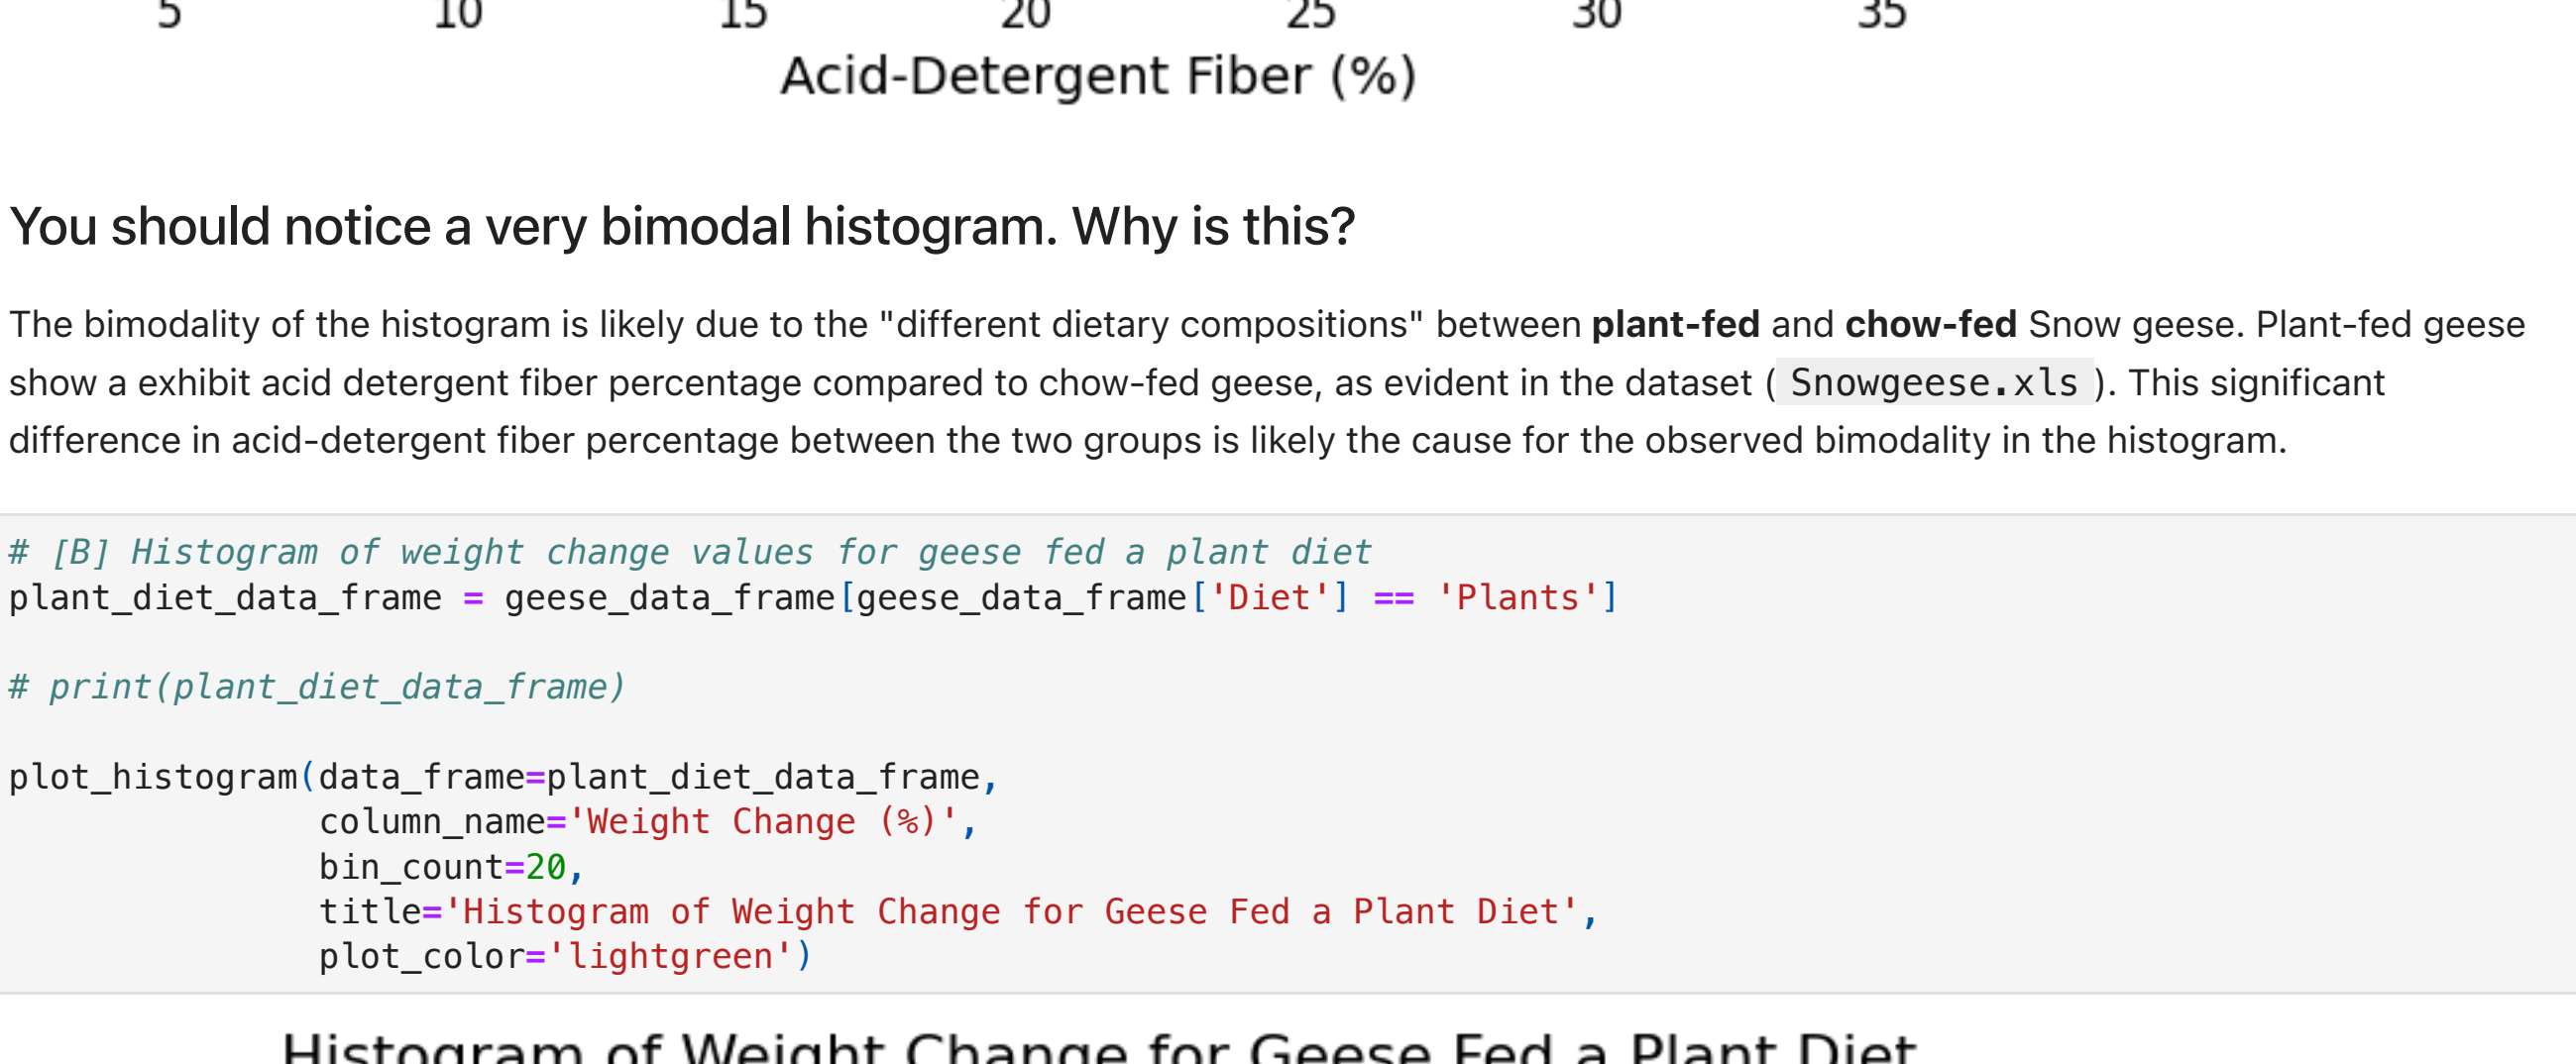 5 10 15 20 25 30 35
Acid-Detergent Fiber (%)
You should notice a very bimodal histogram. Why is this?
The bimodality of the histogram is likely due to the "different dietary compositions" between plant-fed and chow-fed Snow geese. Plant-fed geese
show a exhibit acid detergent fiber percentage compared to chow-fed geese, as evident in the dataset ( Snowgeese.xls ). This significant
difference in acid-detergent fiber percentage between the two groups is likely the cause for the observed bimodality in the histogram.
# [B] Histogram of weight change values for geese fed a plant diet
plant_diet_data_frame = geese_data_frame[geese_data_frame['Diet'] == 'Plants']
# print(plant_diet_data_frame)
plot_histogram(data_frame=plant_diet_data_frame,
column_name='Weight Change (%)',
bin_count=20,
title='Histogram of Weight Change for Geese Fed a Plant Diet',
plot_color='lightgreen')
Histogram of Weight Change for Geese Fed a Plant Diet